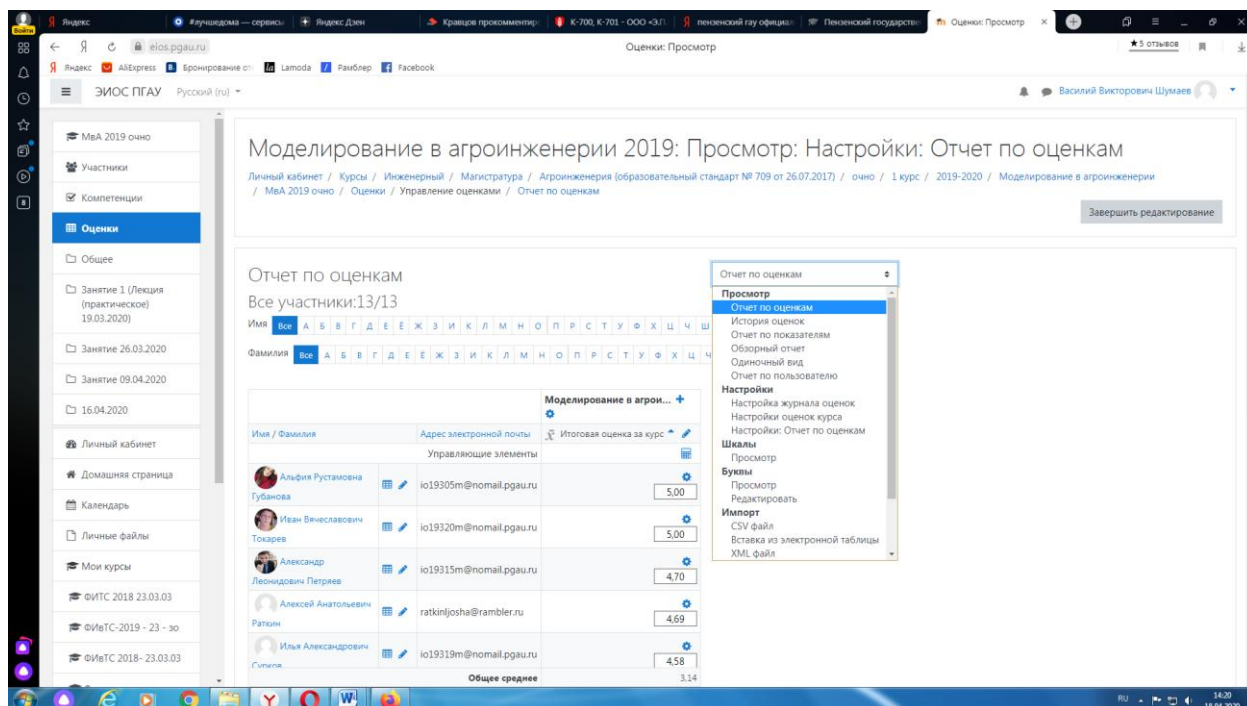 Войти
Яндекс
#лучшедома — сервисы
Яндекс Дзен
Кравцов прокомментир
К-700, К-701 - ООО «З.П.
пензенский гау официал
Пензенский государстве
Оценки: Просмотр
eios.pgau.ru
Оценки: Просмотр
5 отзывов
Яндекс
AliExpress
Бронирование от
Lamoda
Рамблер
Facebook
ЭИОС ПГАУ
Русский (ru)
Василий Викторович Шумаев
МвА 2019 очно
Участники
Компетенции
Оценки
Общее
Занятие 1 (Лекция
(практическое)
19.03.2020)
Занятие 26.03.2020
Занятие 09.04.2020
16.04.2020
Личный кабинет
Домашняя страница
Календарь
Личные файлы
Мои курсы
ФИТС 2018 23.03.03
ФИвТС-2019 - 23 - зо
ФИвТС 2018- 23.03.03
Моделирование в агроинженерии 2019: Просмотр: Настройки: Отчет по оценкам
Личный кабинет / Курсы / Инженерный / Магистратура / Агроинженерия (образовательный стандарт № 709 от 26.07.2017) / очно / 1 курс / 2019-2020 / Моделирование в агроинженерии
/ МвА 2019 очно / Оценки / Управление оценками / Отчет по оценкам
Завершить редактирование
Отчет по оценкам
Все участники:13/13
Имя Все А Б В Г Д Е Ё Ж З И К Л М Н О П Р С Т У Ф Х Ц Ч Ш
Фамилия Все А Б В Г Д Е Ё Ж З И К Л М Н О П Р С Т У Ф Х Ц Ч
Моделирование в агрои...
Имя / Фамилия
Адрес электронной почты
Итоговая оценка за курс
Управляющие элементы
Альфия Рустамовна
Губанова
io19305m@nomail.pgau.ru
5,00
Иван Вячеславович
Токарев
io19320m@nomail.pgau.ru
5,00
Александр
Леонидович Петряев
io19315m@nomail.pgau.ru
4,70
Алексей Анатольевич
Раткин
ratkinljosha@rambler.ru
4,69
Илья Александрович
Сурков
io19319m@nomail.pgau.ru
4,58
Общее среднее
3,14
Отчет по оценкам
Просмотр
Отчет по оценкам
История оценок
Отчет по показателям
Обзорный отчет
Одиночный вид
Отчет по пользователю
Настройки
Настройка журнала оценок
Настройки оценок курса
Настройки: Отчет по оценкам
Шкалы
Просмотр
Буквы
Просмотр
Редактировать
Импорт
CSV файл
Вставка из электронной таблицы
XML файл
RU
14:20
18.04.2020